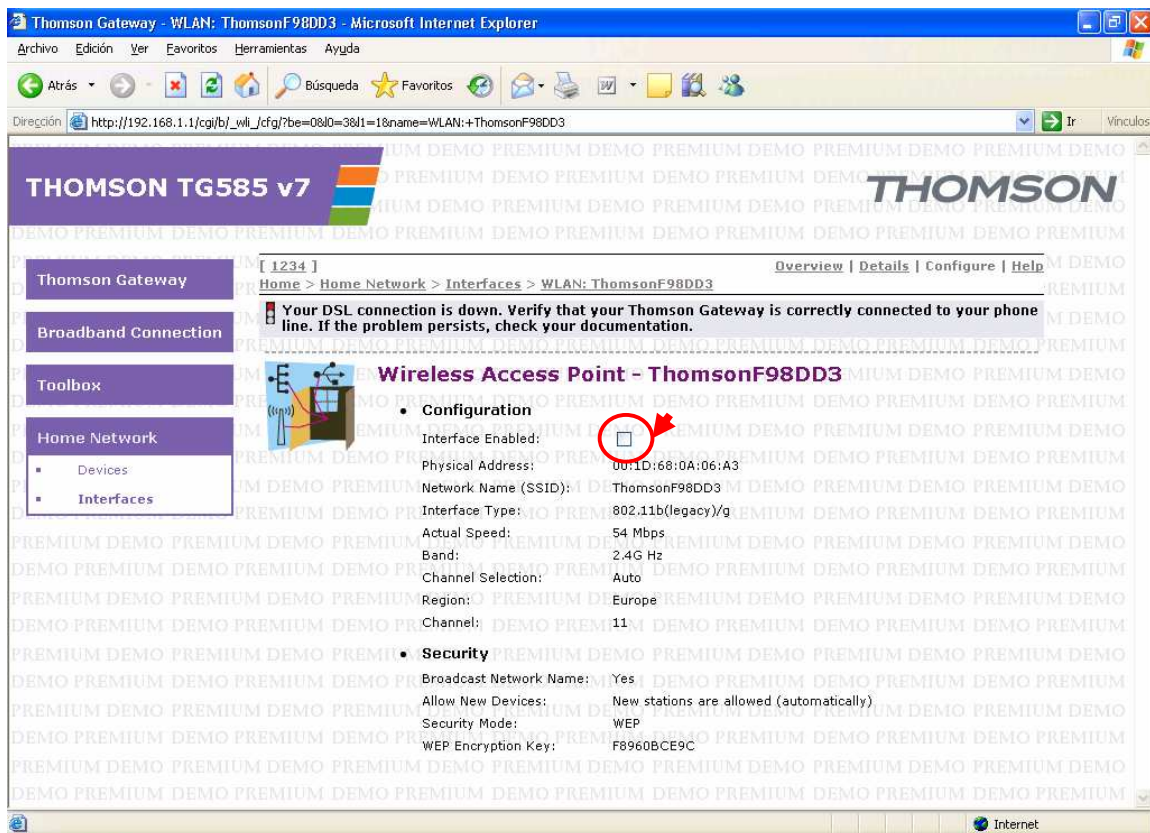 Thomson Gateway - WLAN: ThomsonF98DD3 - Microsoft Internet Explorer
Archivo Edición Ver Favoritos Herramientas Ayuda
Atrás Búsqueda Favoritos
Dirección http://192.168.1.1/cgi/b/_wli_/cfg/?be=0&l0=3&l1=1&name=WLAN:+ThomsonF98DD3 Ir Vínculos
THOMSON TG585 v7
THOMSON
[ 1234 ]
Overview | Details | Configure | Help
Home > Home Network > Interfaces > WLAN: ThomsonF98DD3
Thomson Gateway
Broadband Connection
Toolbox
Home Network
Devices
Interfaces
Your DSL connection is down. Verify that your Thomson Gateway is correctly connected to your phone
line. If the problem persists, check your documentation.
Wireless Access Point - ThomsonF98DD3
Configuration
Interface Enabled:
Physical Address: 00:1D:68:0A:06:A3
Network Name (SSID): ThomsonF98DD3
Interface Type: 802.11b(legacy)/g
Actual Speed: 54 Mbps
Band: 2.4G Hz
Channel Selection: Auto
Region: Europe
Channel: 11
Security
Broadcast Network Name: Yes
Allow New Devices: New stations are allowed (automatically)
Security Mode: WEP
WEP Encryption Key: F8960BCE9C
Internet